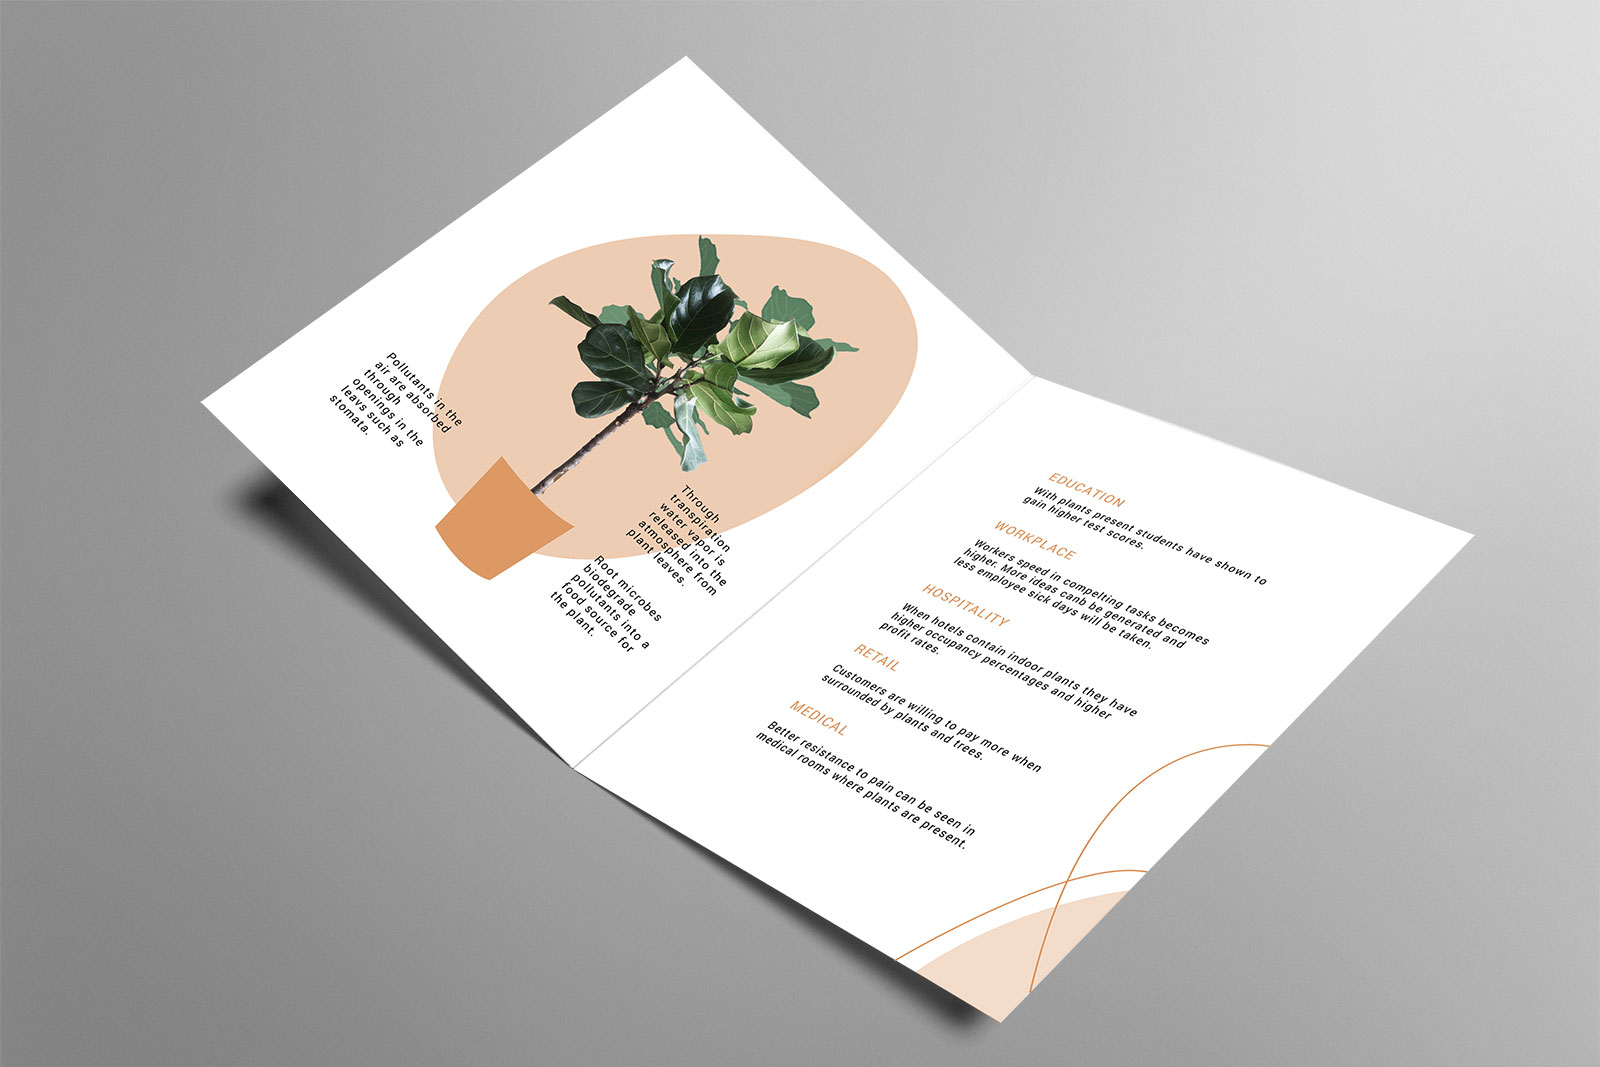 Pollutants in the
air are absorbed
through
openings in the
leavs such as
stomata.
Through
transpiration
water vapor is
released into the
atmosphere from
plant leaves.
Root microbes
biodegrade
pollutants into a
food source for
the plant.
EDUCATION
With plants present students have shown to
gain higher test scores.
WORKPLACE
Workers speed in compelting tasks becomes
higher. More ideas canb be generated and
less employee sick days will be taken.
HOSPITALITY
When hotels contain indoor plants they have
higher occupancy percentages and higher
profit rates.
RETAIL
Customers are willing to pay more when
surrounded by plants and trees.
MEDICAL
Better resistance to pain can be seen in
medical rooms where plants are present.